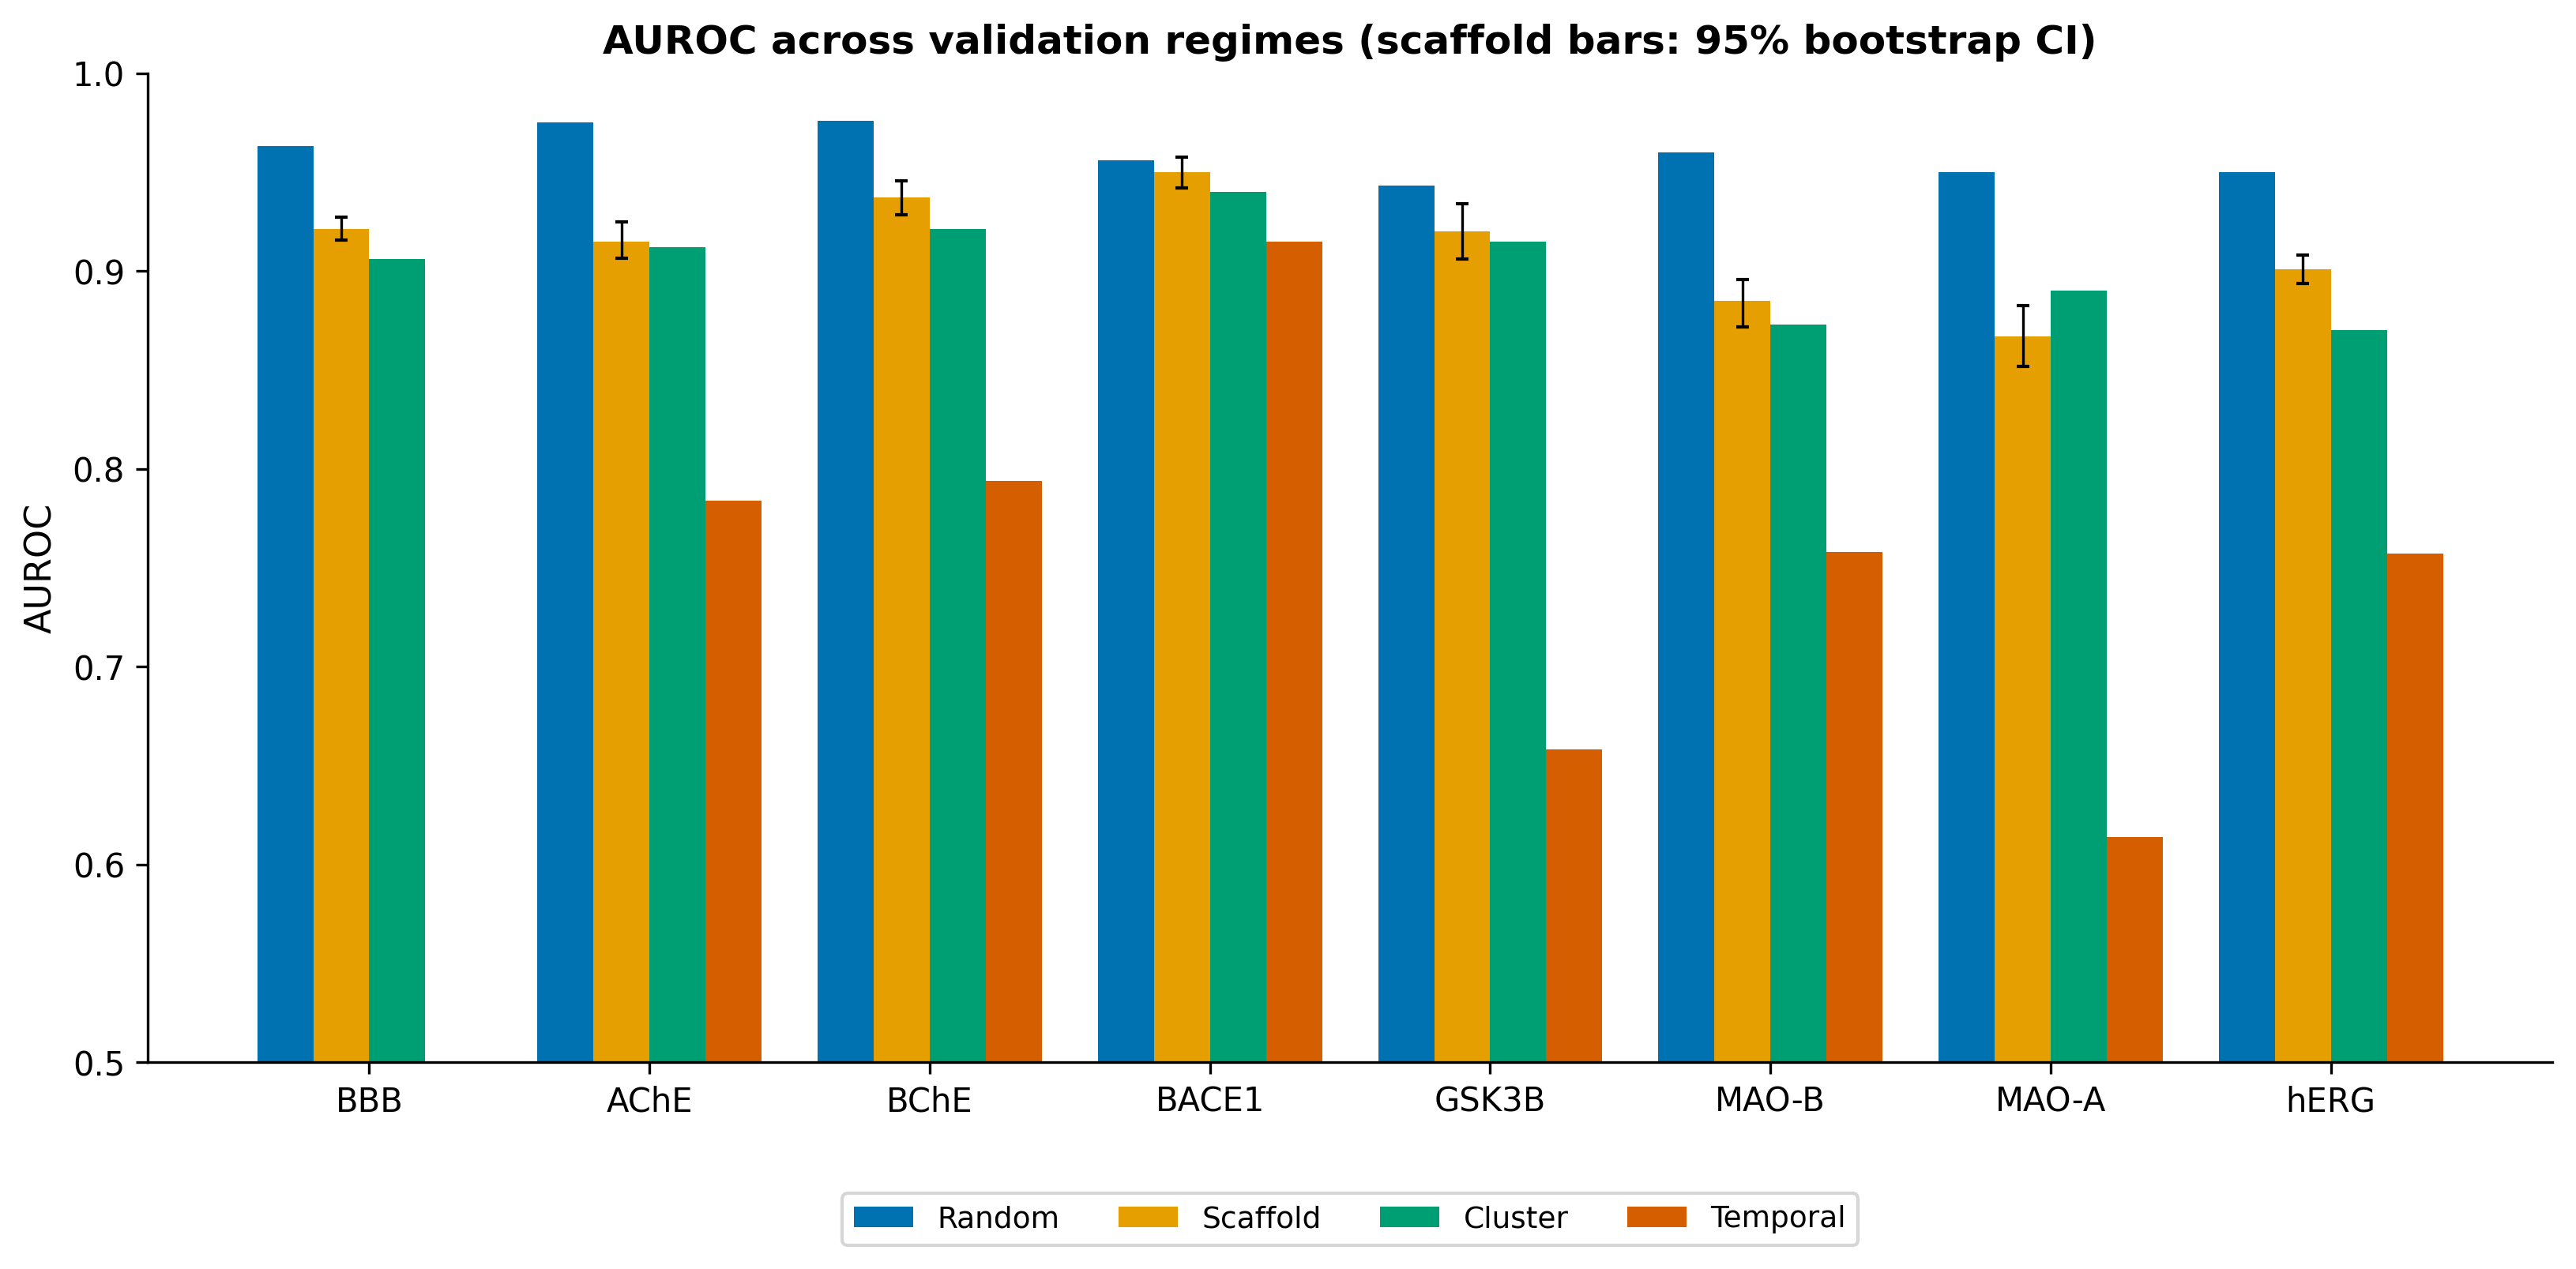 AUROC across validation regimes (scaffold bars: 95% bootstrap CI)
1.0
0.9
0.8
0.7
0.6
0.5
AUROC
BBB AChE BChE BACE1 GSK3B MAO-B MAO-A hERG
Random Scaffold Cluster Temporal